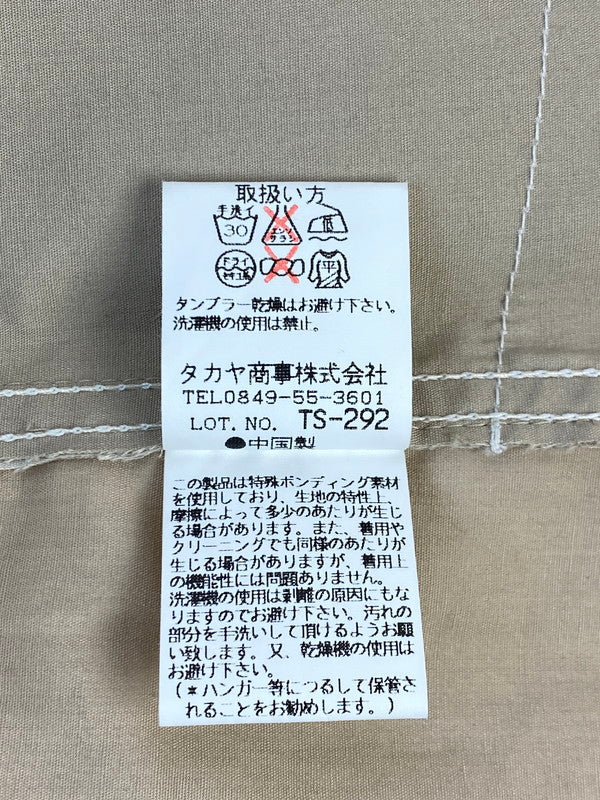 取扱い方
手洗イ
30
エンソ
サラシ
低
ドライ
セキユ系
平
タンブラー乾燥はお避け下さい。
洗濯機の使用は禁止。
タカヤ商事株式会社
TEL0849-55-3601
LOT. NO. TS-292
●中国製
この製品は特殊ボンディング素材
を使用しており、生地の特性上、
摩擦によって多少のあたりが生じ
る場合があります。また、着用や
クリーニングでも同様のあたりが
生じる場合がありますが、着用上
の機能性には問題ありません。
洗濯機の使用は剥離の原因にもな
りますのでお避け下さい。汚れの
部分を手洗いして頂けるようお願
い致します。又、乾燥機の使用は
お避け下さい。
(*ハンガー等につるして保管さ
れることをお勧めします。)